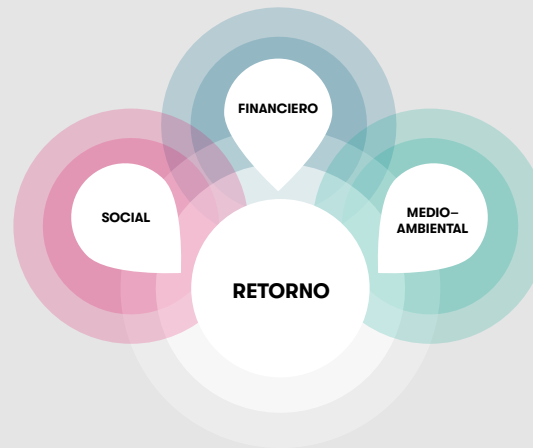 FINANCIERO
SOCIAL
MEDIO–
AMBIENTAL
RETORNO